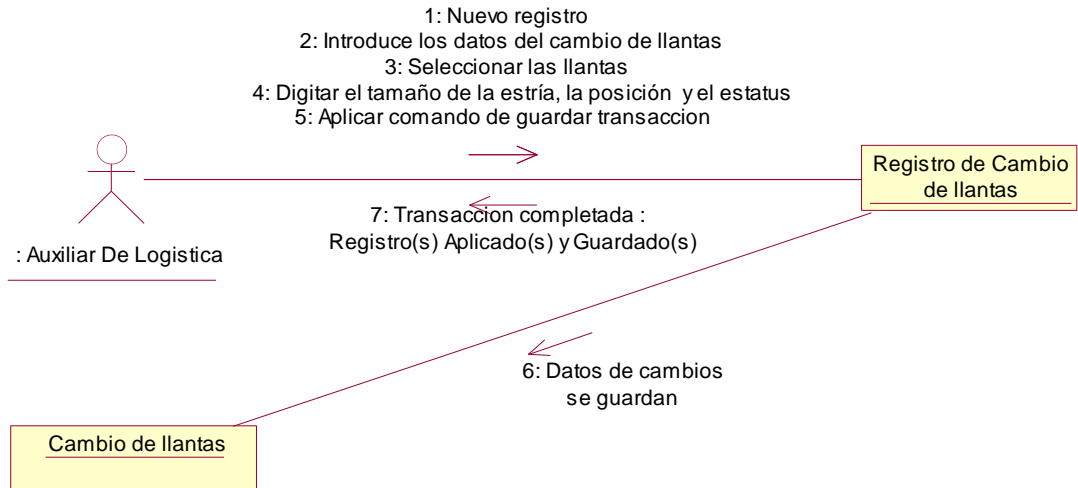 1: Nuevo registro
2: Introduce los datos del cambio de llantas
3: Seleccionar las llantas
4: Digitar el tamaño de la estría, la posición y el estatus
5: Aplicar comando de guardar transaccion
Registro de Cambio
de llantas
7: Transaccion completada :
Registro(s) Aplicado(s) y Guardado(s)
: Auxiliar De Logistica
6: Datos de cambios
se guardan
Cambio de llantas